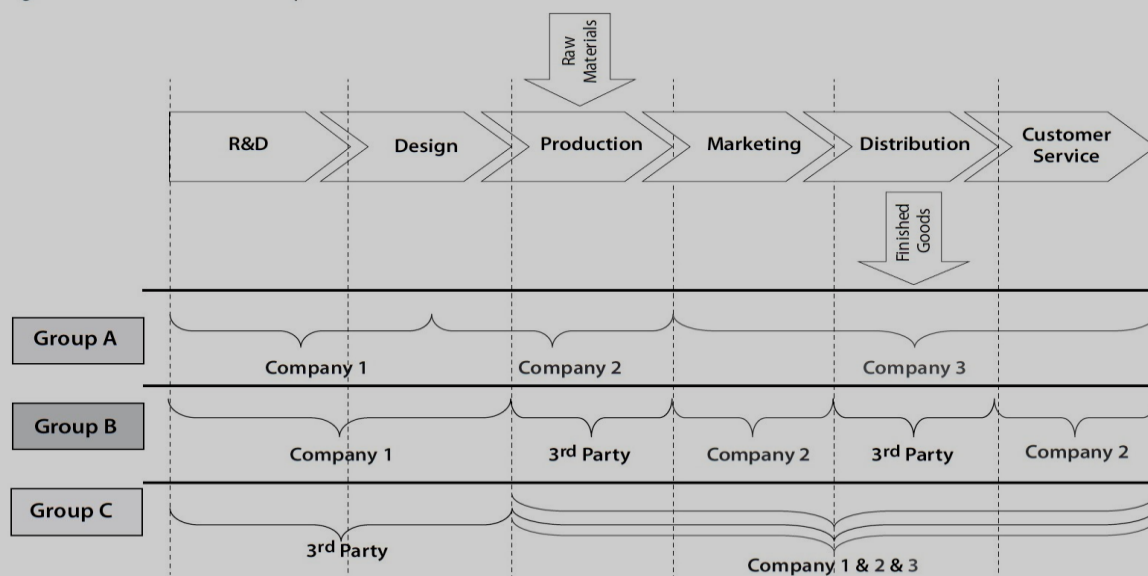 Raw
Materials
R&D
Design
Production
Marketing
Distribution
Customer
Service
Finished
Goods
Group A
Company 1
Company 2
Company 3
Group B
Company 1
3rd Party
Company 2
3rd Party
Company 2
Group C
3rd Party
Company 1 & 2 & 3